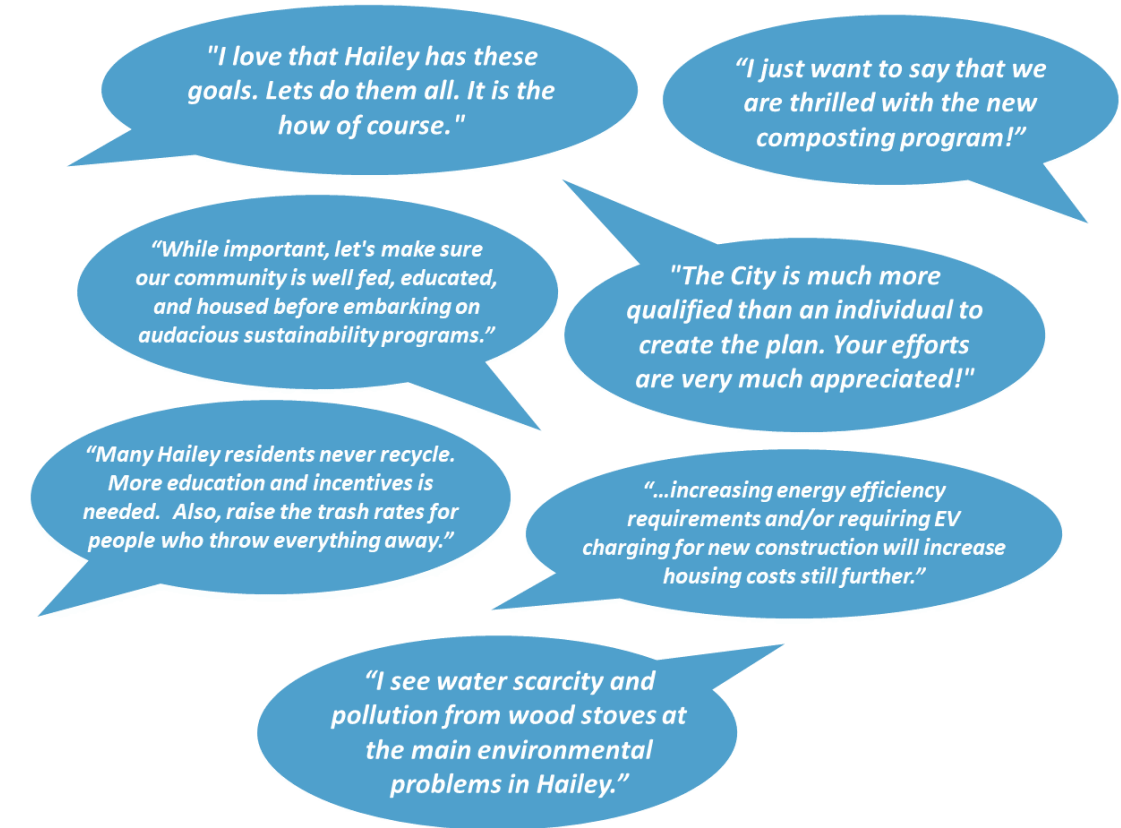 "I love that Hailey has these
goals. Lets do them all. It is the
how of course."
“I just want to say that we
are thrilled with the new
composting program!”
“While important, let's make sure
our community is well fed, educated,
and housed before embarking on
audacious sustainability programs.”
"The City is much more
qualified than an individual to
create the plan. Your efforts
are very much appreciated!"
“Many Hailey residents never recycle.
More education and incentives is
needed.  Also, raise the trash rates for
people who throw everything away.”
“…increasing energy efficiency
requirements and/or requiring EV
charging for new construction will increase
housing costs still further.”
“I see water scarcity and
pollution from wood stoves at
the main environmental
problems in Hailey.”